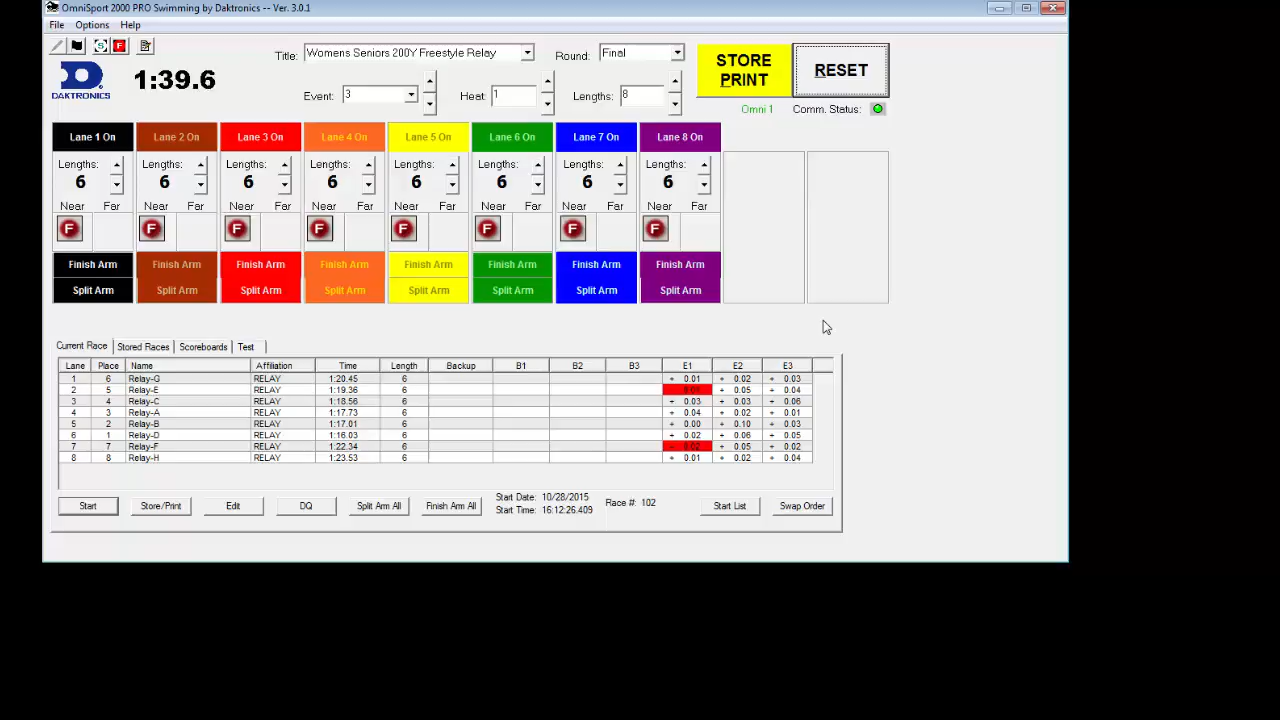 OmniSport 2000 PRO Swimming by Daktronics -- Ver. 3.0.1
File Options Help
S F
DAKTRONICS
1:39.6
Title: Womens Seniors 200Y Freestyle Relay Round: Final
Event: 3 Heat: 1 Lengths: 8
STORE PRINT RESET
Omni 1 Comm. Status:
Lane 1 On Lane 2 On Lane 3 On Lane 4 On Lane 5 On Lane 6 On Lane 7 On Lane 8 On
Lengths: Lengths: Lengths: Lengths: Lengths: Lengths: Lengths: Lengths:
6 6 6 6 6 6 6 6
Near Far Near Far Near Far Near Far Near Far Near Far Near Far Near Far
F F F F F F F F
Finish Arm Finish Arm Finish Arm Finish Arm Finish Arm Finish Arm Finish Arm Finish Arm
Split Arm Split Arm Split Arm Split Arm Split Arm Split Arm Split Arm Split Arm
Current Race Stored Races Scoreboards Test
Lane Place Name Affiliation Time Length Backup B1 B2 B3 E1 E2 E3
1 6 Relay-G RELAY 1:20.45 6 + 0.01 + 0.02 + 0.03
2 5 Relay-E RELAY 1:19.36 6 + 0.05 + 0.04
3 4 Relay-C RELAY 1:18.56 6 + 0.03 + 0.03 + 0.06
4 3 Relay-A RELAY 1:17.73 6 + 0.04 + 0.02 + 0.01
5 2 Relay-B RELAY 1:17.01 6 + 0.00 + 0.10 + 0.03
6 1 Relay-D RELAY 1:16.03 6 + 0.02 + 0.06 + 0.05
7 7 Relay-F RELAY 1:22.34 6 + 0.05 + 0.02
8 8 Relay-H RELAY 1:23.53 6 + 0.01 + 0.02 + 0.04
Start Store/Print Edit DQ Split Arm All Finish Arm All
Start Date: 10/28/2015
Start Time: 16:12:26.409
Race #: 102
Start List Swap Order